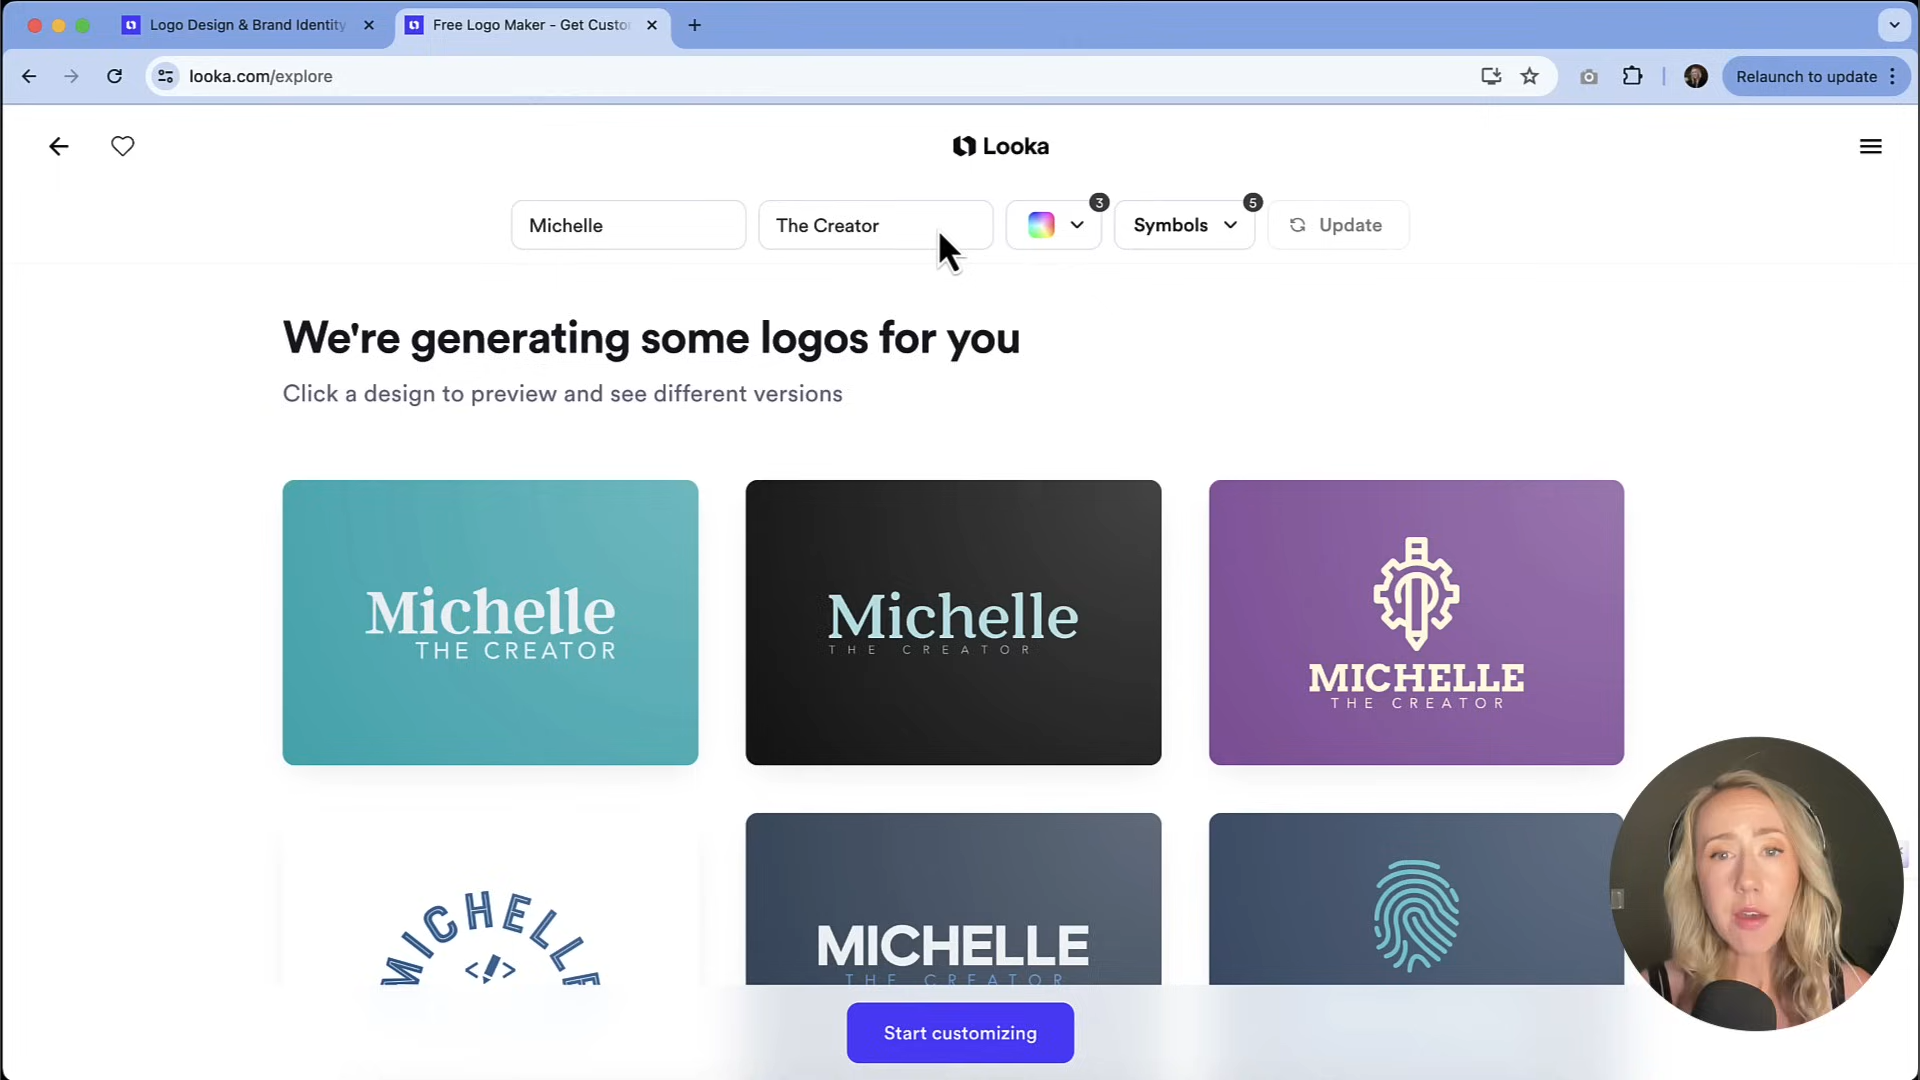 Logo Design & Brand Identity
Free Logo Maker - Get Custo
looka.com/explore
Relaunch to update
Looka
Michelle
The Creator
3
Symbols
5
Update
We're generating some logos for you
Click a design to preview and see different versions
Michelle
THE CREATOR
Michelle
THE CREATOR
MICHELLE
THE CREATOR
MICHELLE
</>
MICHELLE
THE CREATOR
Start customizing